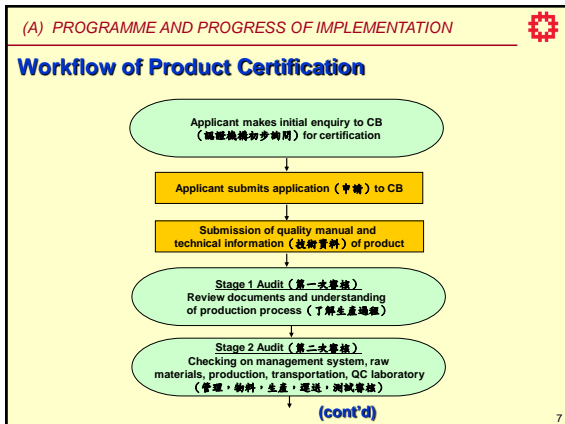 (A) PROGRAMME AND PROGRESS OF IMPLEMENTATION
Workflow of Product Certification
Applicant makes initial enquiry to CB
（認證機構初步詢問）for certification
Applicant submits application（申請）to CB
Submission of quality manual and
technical information（技術資料）of product
Stage 1 Audit（第一次審核）
Review documents and understanding
of production process（了解生產過程）
Stage 2 Audit（第二次審核）
Checking on management system, raw
materials, production, transportation, QC laboratory
（管理，物料，生產，運送，測試審核）
(cont'd)
7